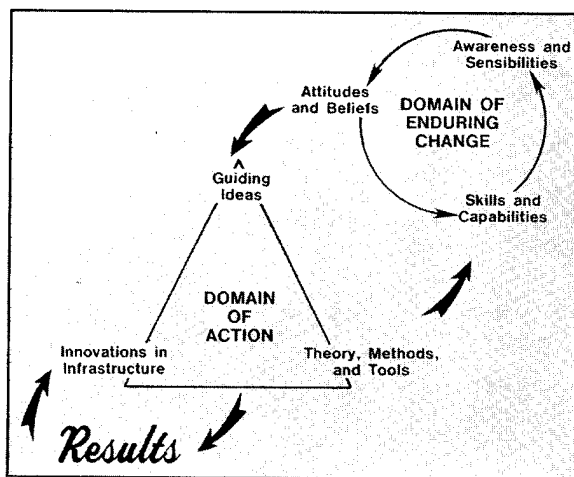 Awareness and
Sensibilities
Attitudes
and Beliefs
DOMAIN OF
ENDURING
CHANGE
Skills and
Capabilities
Guiding
Ideas
DOMAIN
OF
ACTION
Innovations in
Infrastructure
Theory, Methods,
and Tools
Results